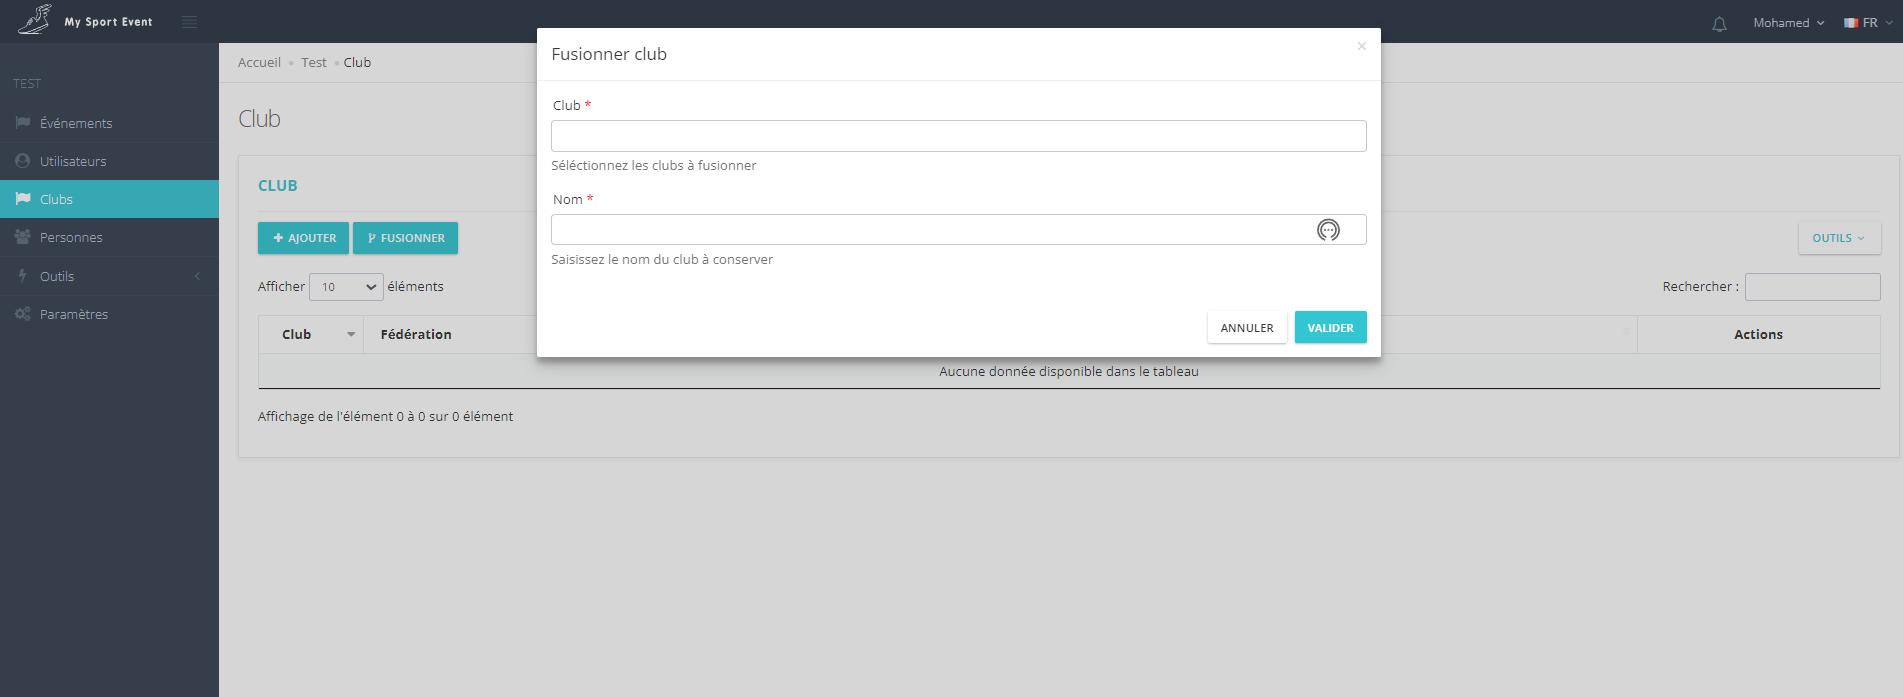 My Sport Event
Mohamed
FR
TEST
Événements
Utilisateurs
Clubs
Personnes
Outils
Paramètres
Accueil Test Club
Club
CLUB
AJOUTER
FUSIONNER
OUTILS
Afficher 10 éléments
Rechercher :
Club Fédération Actions
Aucune donnée disponible dans le tableau
Affichage de l'élément 0 à 0 sur 0 élément
Fusionner club
×
Club *
Séléctionnez les clubs à fusionner
Nom *
Saisissez le nom du club à conserver
ANNULER
VALIDER